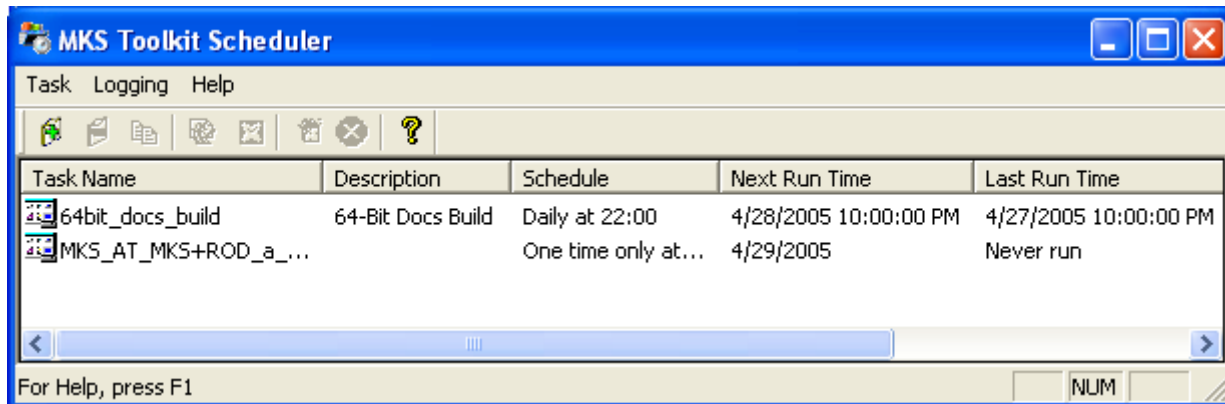 MKS Toolkit Scheduler
Task Logging Help
Task Name Description Schedule Next Run Time Last Run Time
64bit_docs_build 64-Bit Docs Build Daily at 22:00 4/28/2005 10:00:00 PM 4/27/2005 10:00:00 PM
MKS_AT_MKS+ROD_a_... One time only at... 4/29/2005 Never run
For Help, press F1 NUM